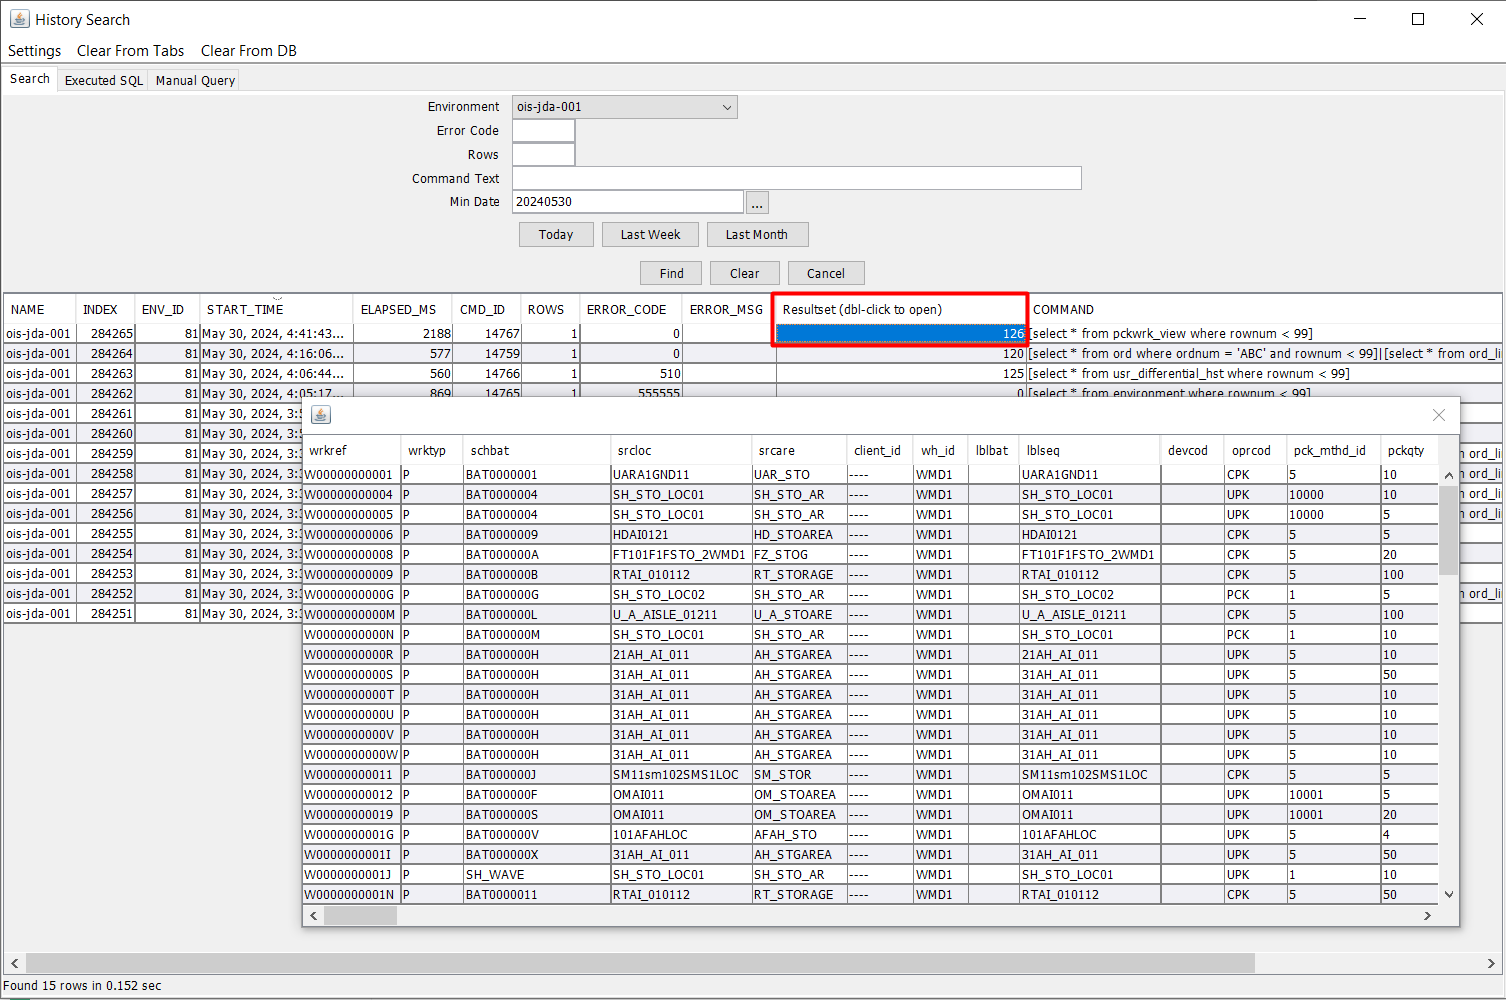 History Search
Settings Clear From Tabs Clear From DB
Search Executed SQL Manual Query
Environment ois-jda-001
Error Code
Rows
Command Text
Min Date 20240530 ...
Today Last Week Last Month
Find Clear Cancel
NAME INDEX ENV_ID START_TIME ELAPSED_MS CMD_ID ROWS ERROR_CODE ERROR_MSG Resultset (dbl-click to open) COMMAND
ois-jda-001 284265 81 May 30, 2024, 4:41:43... 2188 14767 1 0 126 [select * from pckwrk_view where rownum < 99]
ois-jda-001 284264 81 May 30, 2024, 4:16:06... 577 14759 1 0 120 [select * from ord where ordnum = 'ABC' and rownum < 99]|[select * from ord_li
ois-jda-001 284263 81 May 30, 2024, 4:06:44... 560 14766 1 510 125 [select * from usr_differential_hst where rownum < 99]
ois-jda-001 284262 81 May 30, 2024, 4:05:17... 869 14765 1 555555 0 [select * from environment where rownum < 99]
ois-jda-001 284261 81 May 30, 2024, 3:5
ois-jda-001 284260 81 May 30, 2024, 3:5
ois-jda-001 284259 81 May 30, 2024, 3:3 ord_li
ois-jda-001 284258 81 May 30, 2024, 3:3 ord_li
ois-jda-001 284257 81 May 30, 2024, 3:3 ord_li
ois-jda-001 284256 81 May 30, 2024, 3:3 ord_li
ois-jda-001 284255 81 May 30, 2024, 3:3
ois-jda-001 284254 81 May 30, 2024, 3:3 ord_li
ois-jda-001 284253 81 May 30, 2024, 3:3
ois-jda-001 284252 81 May 30, 2024, 3:3 ord_li
ois-jda-001 284251 81 May 30, 2024, 3:3
wrkref wrktyp schbat srcloc srcare client_id wh_id lblbat lblseq devcod oprcod pck_mthd_id pckqty
W00000000001 P BAT0000001 UARA1GND11 UAR_STO ---- WMD1 UARA1GND11 CPK 5 10
W00000000004 P BAT0000004 SH_STO_LOC01 SH_STO_AR ---- WMD1 SH_STO_LOC01 UPK 10000 10
W00000000005 P BAT0000004 SH_STO_LOC01 SH_STO_AR ---- WMD1 SH_STO_LOC01 UPK 10000 5
W00000000006 P BAT0000009 HDAI0121 HD_STOAREA ---- WMD1 HDAI0121 CPK 5 5
W00000000008 P BAT000000A FT101F1FSTO_2WMD1 FZ_STOG ---- WMD1 FT101F1FSTO_2WMD1 CPK 5 20
W00000000009 P BAT000000B RTAI_010112 RT_STORAGE ---- WMD1 RTAI_010112 CPK 5 100
W0000000000G P BAT000000G SH_STO_LOC02 SH_STO_AR ---- WMD1 SH_STO_LOC02 PCK 1 5
W0000000000M P BAT000000L U_A_AISLE_01211 U_A_STOARE ---- WMD1 U_A_AISLE_01211 CPK 5 100
W0000000000N P BAT000000M SH_STO_LOC01 SH_STO_AR ---- WMD1 SH_STO_LOC01 PCK 1 10
W0000000000R P BAT000000H 21AH_AI_011 AH_STGAREA ---- WMD1 21AH_AI_011 UPK 5 10
W0000000000S P BAT000000H 31AH_AI_011 AH_STGAREA ---- WMD1 31AH_AI_011 UPK 5 50
W0000000000T P BAT000000H 31AH_AI_011 AH_STGAREA ---- WMD1 31AH_AI_011 UPK 5 10
W0000000000U P BAT000000H 31AH_AI_011 AH_STGAREA ---- WMD1 31AH_AI_011 UPK 5 10
W0000000000V P BAT000000H 31AH_AI_011 AH_STGAREA ---- WMD1 31AH_AI_011 UPK 5 10
W0000000000W P BAT000000H 31AH_AI_011 AH_STGAREA ---- WMD1 31AH_AI_011 UPK 5 10
W00000000011 P BAT000000J SM11sm102SMS1LOC SM_STOR ---- WMD1 SM11sm102SMS1LOC CPK 5 5
W00000000012 P BAT000000F OMAI011 OM_STOAREA ---- WMD1 OMAI011 UPK 10001 5
W00000000019 P BAT000000S OMAI011 OM_STOAREA ---- WMD1 OMAI011 UPK 10001 20
W0000000001G P BAT000000V 101AFAHLOC AFAH_STO ---- WMD1 101AFAHLOC UPK 5 4
W0000000001I P BAT000000X 31AH_AI_011 AH_STGAREA ---- WMD1 31AH_AI_011 UPK 5 50
W0000000001J P SH_WAVE SH_STO_LOC01 SH_STO_AR ---- WMD1 SH_STO_LOC01 UPK 1 10
W0000000001N P BAT0000011 RTAI_010112 RT_STORAGE ---- WMD1 RTAI_010112 CPK 5 50
Found 15 rows in 0.152 sec